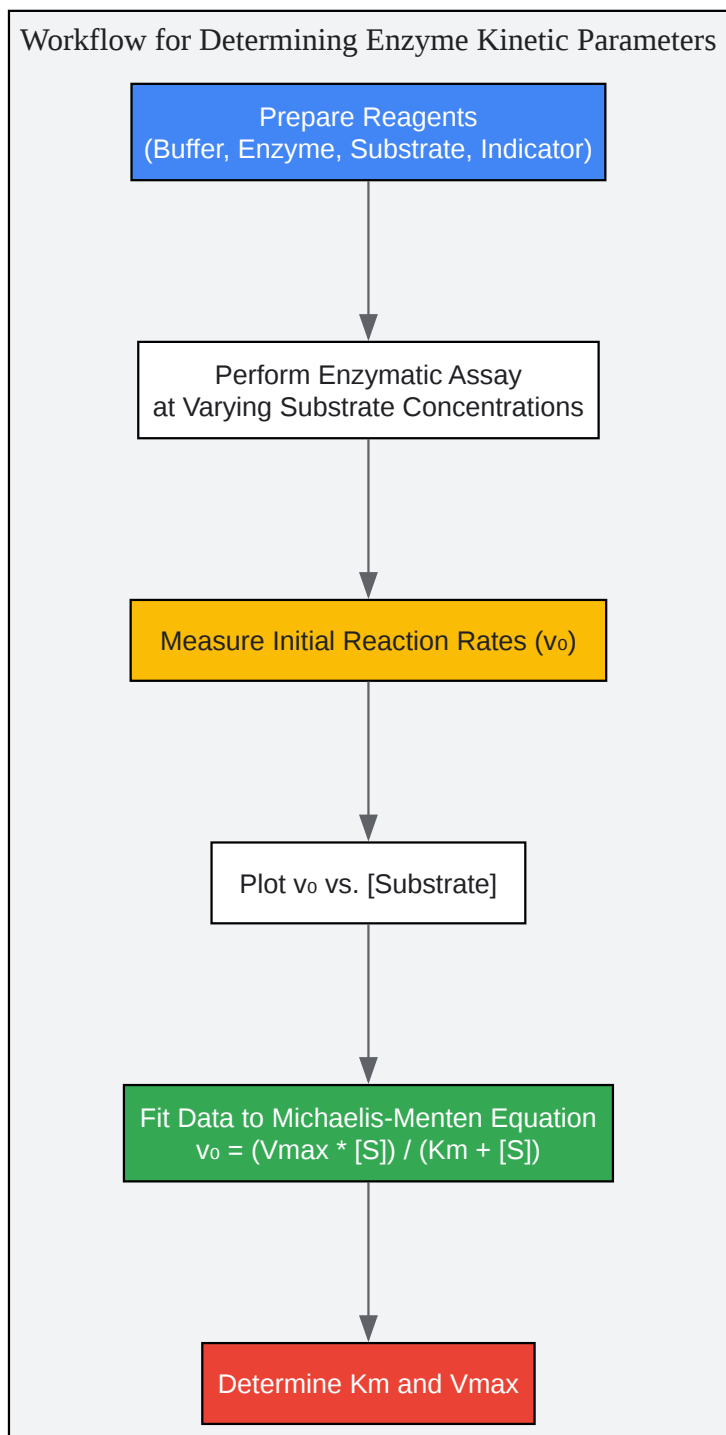 Workflow for Determining Enzyme Kinetic Parameters
Prepare Reagents
(Buffer, Enzyme, Substrate, Indicator)
Perform Enzymatic Assay
at Varying Substrate Concentrations
Measure Initial Reaction Rates (v₀)
Plot v₀ vs. [Substrate]
Fit Data to Michaelis-Menten Equation
v₀ = (Vmax * [S]) / (Km + [S])
Determine Km and Vmax